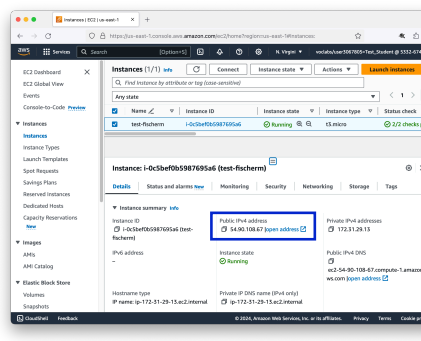 Instances | EC2 | us-east-1
https://us-east-1.console.aws.amazon.com/ec2/home?region=us-east-1#Instances:
aws
Services
Search
[Option+S]
N. Virginia
voclabs/user3057805=Test_Student @ 5332-674
EC2 Dashboard
EC2 Global View
Events
Console-to-Code Preview
Instances
Instances
Instance Types
Launch Templates
Spot Requests
Savings Plans
Reserved Instances
Dedicated Hosts
Capacity Reservations
New
Images
AMIs
AMI Catalog
Elastic Block Store
Volumes
Snapshots
Instances (1/1) Info
Connect
Instance state
Actions
Launch instances
Find Instance by attribute or tag (case-sensitive)
Any state
1
Name
Instance ID
Instance state
Instance type
Status check
test-fischerm
i-0c5bef0b5987695a6
Running
t3.micro
2/2 checks
Instance: i-0c5bef0b5987695a6 (test-fischerm)
Details
Status and alarms New
Monitoring
Security
Networking
Storage
Tags
Instance summary Info
Instance ID
i-0c5bef0b5987695a6 (test-
fischerm)
Public IPv4 address
54.90.108.67 |open address
Private IPv4 addresses
172.31.29.13
IPv6 address
–
Instance state
Running
Public IPv4 DNS
ec2-54-90-108-67.compute-1.amazon
ws.com |open address
Hostname type
IP name: ip-172-31-29-13.ec2.internal
Private IP DNS name (IPv4 only)
ip-172-31-29-13.ec2.internal
CloudShell
Feedback
© 2024, Amazon Web Services, Inc. or its affiliates.
Privacy
Terms
Cookie pr